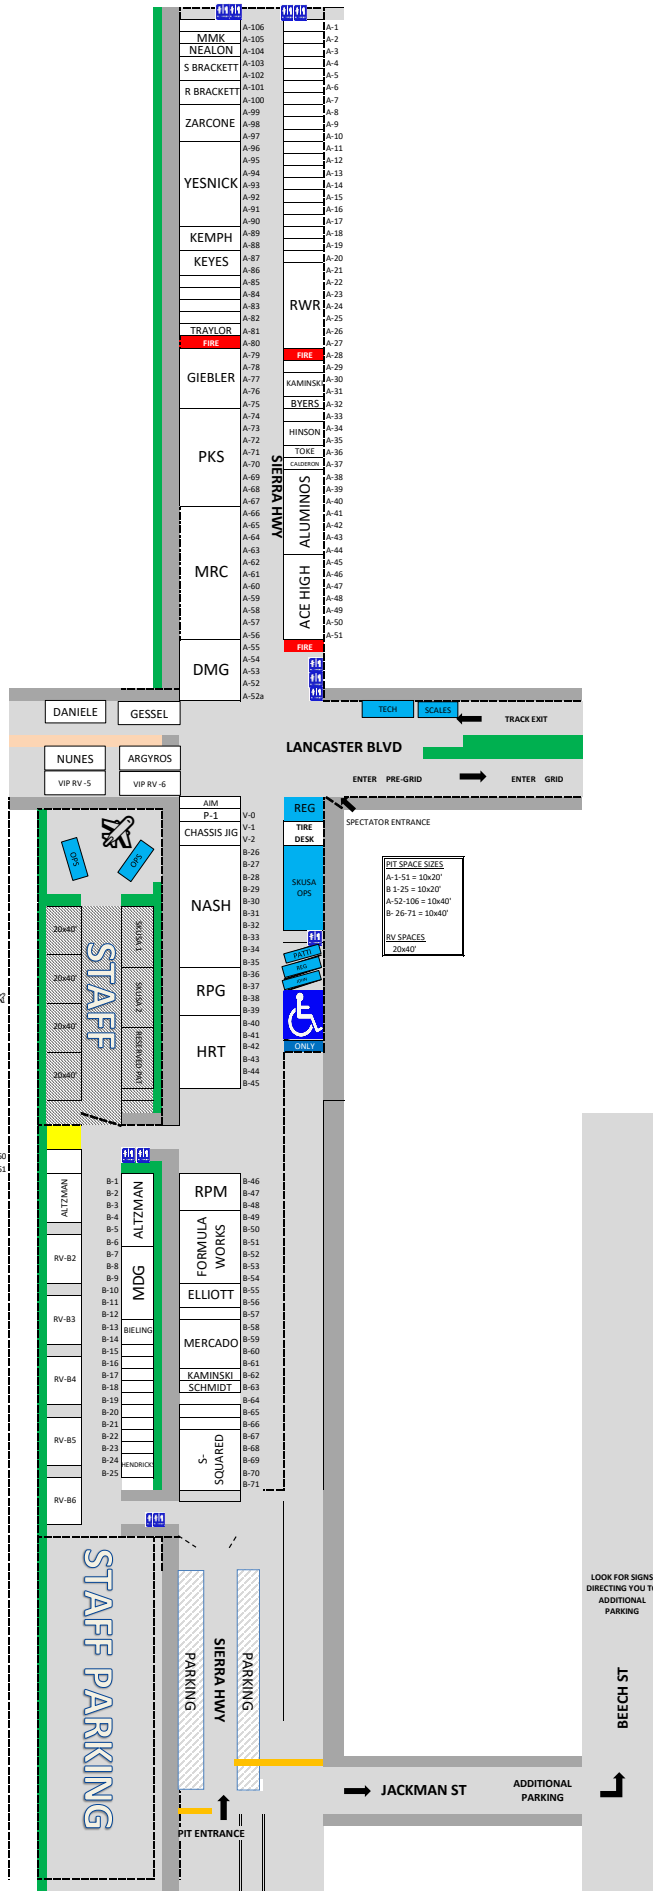 A-106
MMK
A-105
NEALON
A-104
S BRACKETT
A-103
A-102
R BRACKETT
A-101
A-100
ZARCONE
A-99
A-98
A-97
YESNICK
A-96
A-95
A-94
A-93
A-92
A-91
A-90
KEMPH
A-89
A-88
KEYES
A-87
A-86
A-85
A-84
A-83
A-82
TRAYLOR
A-81
FIRE
A-80
GIEBLER
A-79
A-78
A-77
A-76
A-75
PKS
A-74
A-73
A-72
A-71
A-70
A-69
A-68
A-67
MRC
A-66
A-65
A-64
A-63
A-62
A-61
A-60
A-59
A-58
A-57
A-56
DMG
A-55
A-54
A-53
A-52
A-52a
SIERRA HWY
A-1
A-2
A-3
A-4
A-5
A-6
A-7
A-8
A-9
A-10
A-11
A-12
A-13
A-14
A-15
A-16
A-17
A-18
A-19
A-20
RWR
A-21
A-22
A-23
A-24
A-25
A-26
A-27
FIRE
A-28
A-29
KAMINSKI
A-30
A-31
BYERS
A-32
A-33
HINSON
A-34
A-35
TOKE
A-36
CALDERON
A-37
ALUMINOS
A-38
A-39
A-40
A-41
A-42
A-43
A-44
ACE HIGH
A-45
A-46
A-47
A-48
A-49
A-50
A-51
FIRE
DANIELE
GESSEL
TECH
SCALES
TRACK EXIT
LANCASTER BLVD
NUNES
ARGYROS
VIP RV -5
VIP RV -6
ENTER PRE-GRID
ENTER GRID
SPECTATOR ENTRANCE
AIM
P-1
V-0
CHASSIS JIG
V-1
V-2
REG
TIRE
DESK
SKUSA
OPS
NASH
B-26
B-27
B-28
B-29
B-30
B-31
B-32
B-33
B-34
B-35
RPG
B-36
B-37
B-38
B-39
HRT
B-40
B-41
B-42
B-43
B-44
B-45
PATTI
REG
JOHN
ONLY
PIT SPACE SIZES
A-1-51 = 10x20'
B 1-25 = 10x20'
A-52-106 = 10x40'
B- 26-71 = 10x40'
RV SPACES
20x40'
OPS
OPS
20x40'
20x40'
20x40'
20x40'
STAFF
SKUSA 1
SKUSA 2
RESERVED PAT
ALTZMAN
RV-B2
RV-B3
RV-B4
RV-B5
RV-B6
B-1
B-2
B-3
B-4
B-5
B-6
B-7
B-8
B-9
B-10
B-11
B-12
B-13
B-14
B-15
B-16
B-17
B-18
B-19
B-20
B-21
B-22
B-23
B-24
B-25
ALTZMAN
MDG
BIELING
HENDRICK
RPM
B-46
B-47
B-48
FORMULA
WORKS
B-49
B-50
B-51
B-52
B-53
B-54
ELLIOTT
B-55
B-56
B-57
MERCADO
B-58
B-59
B-60
B-61
KAMINSKI
B-62
SCHMIDT
B-63
B-64
B-65
B-66
S-
SQUARED
B-67
B-68
B-69
B-70
B-71
STAFF PARKING
PARKING
SIERRA HWY
PARKING
PIT ENTRANCE
JACKMAN ST
ADDITIONAL
PARKING
LOOK FOR SIGNS
DIRECTING YOU TO
ADDITIONAL
PARKING
BEECH ST